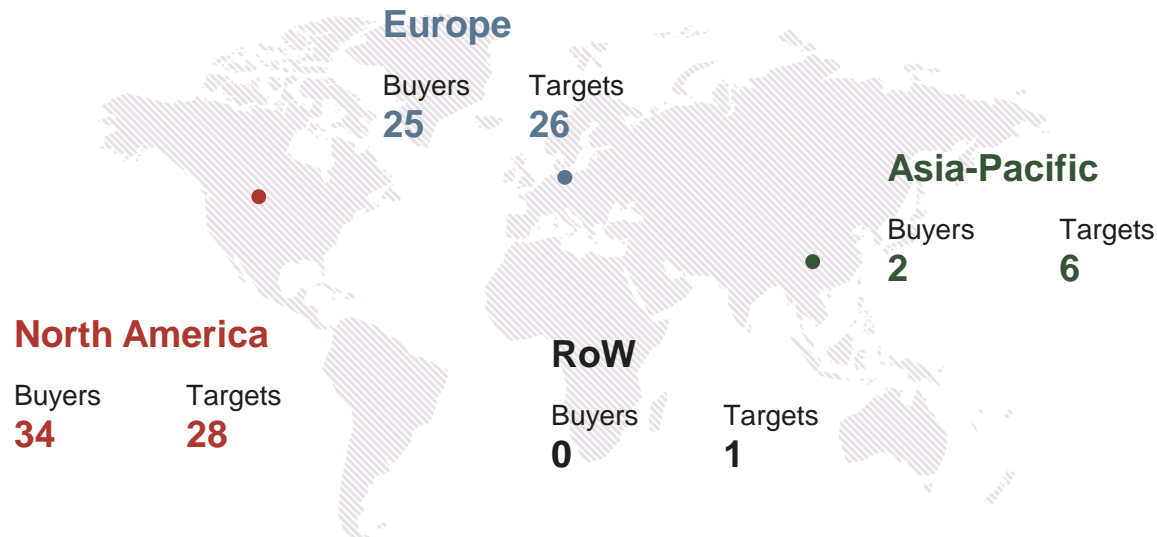 Europe
Buyers Targets
25 26
Asia-Pacific
Buyers Targets
2 6
North America
Buyers Targets
34 28
RoW
Buyers Targets
0 1